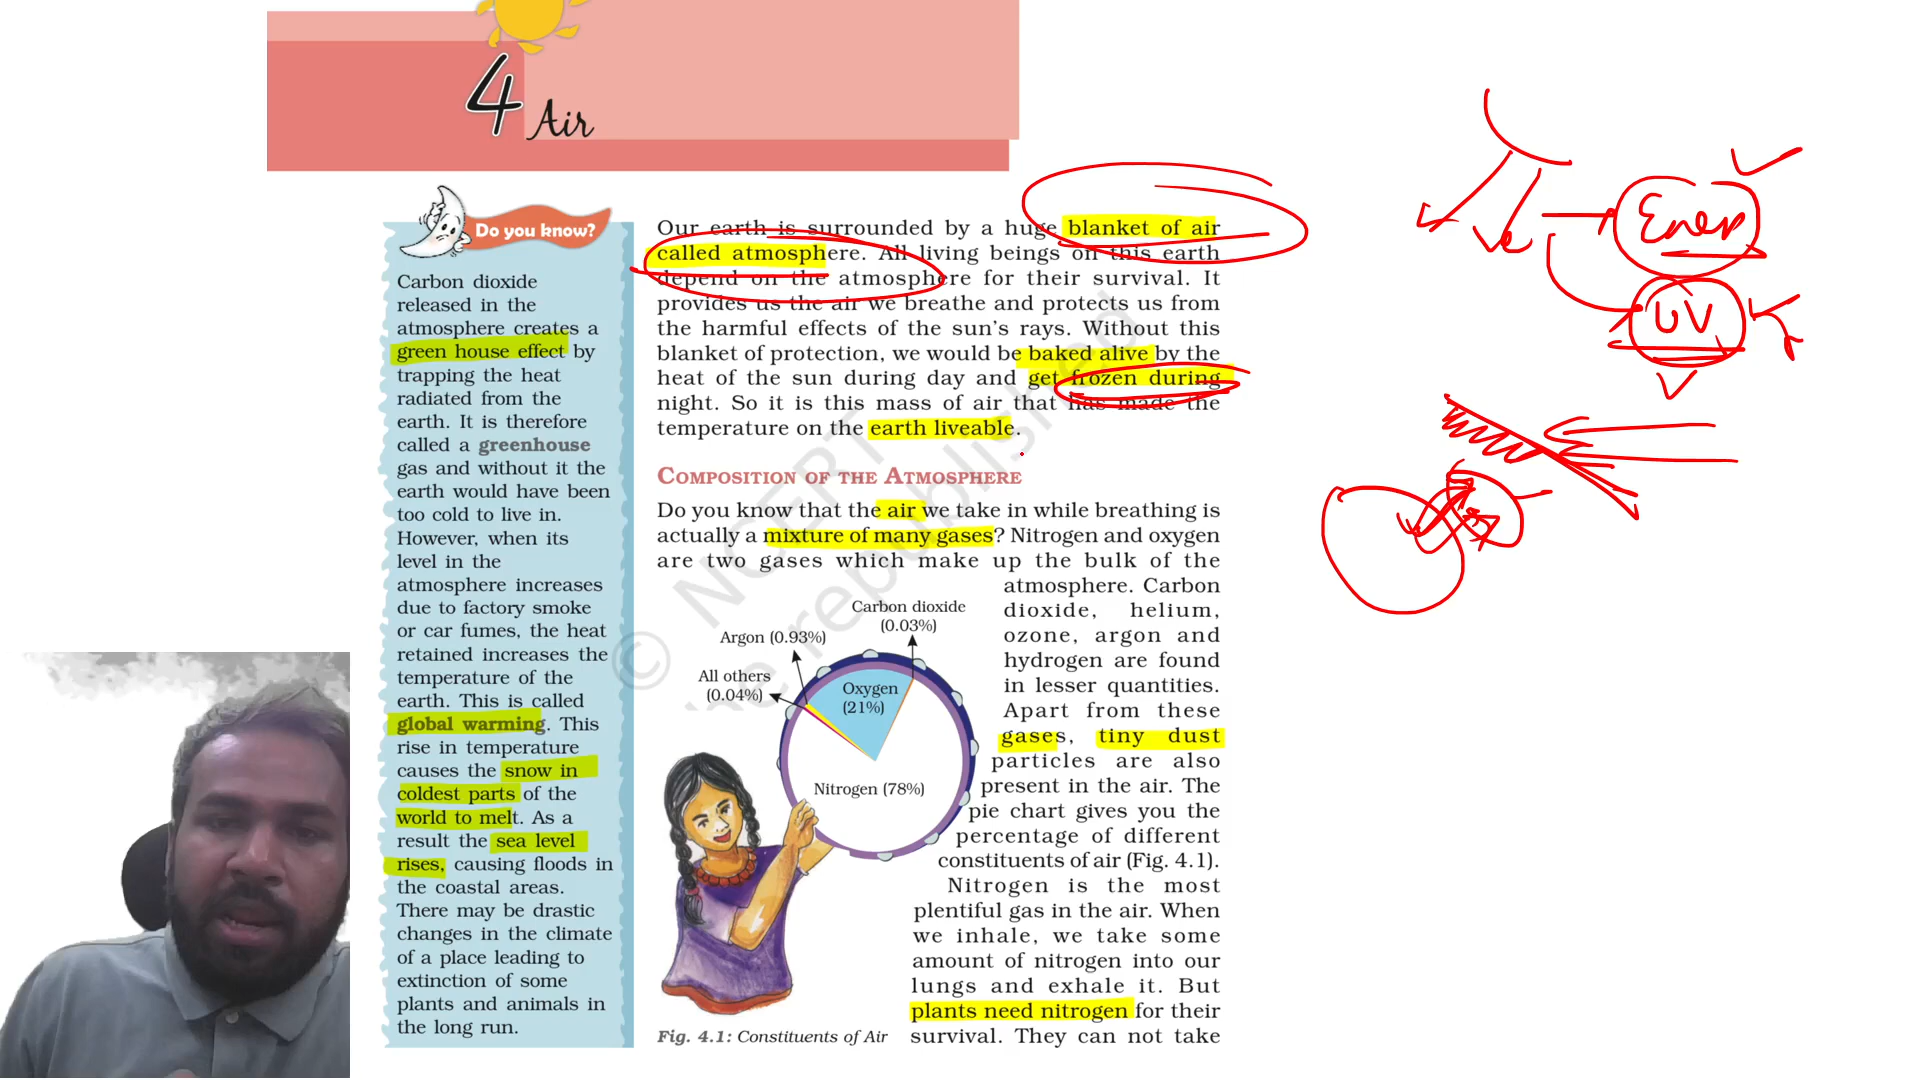 4 Air
Do you know?
Carbon dioxide
released in the
atmosphere creates a
green house effect by
trapping the heat
radiated from the
earth. It is therefore
called a greenhouse
gas and without it the
earth would have been
too cold to live in.
However, when its
level in the
atmosphere increases
due to factory smoke
or car fumes, the heat
retained increases the
temperature of the
earth. This is called
global warming. This
rise in temperature
causes the snow in
coldest parts of the
world to melt. As a
result the sea level
rises, causing floods in
the coastal areas.
There may be drastic
changes in the climate
of a place leading to
extinction of some
plants and animals in
the long run.
Our earth is surrounded by a huge blanket of air
called atmosphere. All living beings on this earth
depend on the atmosphere for their survival. It
provides us the air we breathe and protects us from
the harmful effects of the sun's rays. Without this
blanket of protection, we would be baked alive by the
heat of the sun during day and get frozen during
night. So it is this mass of air that has made the
temperature on the earth liveable.
COMPOSITION OF THE ATMOSPHERE
Do you know that the air we take in while breathing is
actually a mixture of many gases? Nitrogen and oxygen
are two gases which make up the bulk of the
atmosphere. Carbon
dioxide, helium,
ozone, argon and
hydrogen are found
in lesser quantities.
Apart from these
gases, tiny dust
particles are also
present in the air. The
pie chart gives you the
percentage of different
constituents of air (Fig. 4.1).
Nitrogen is the most
plentiful gas in the air. When
we inhale, we take some
amount of nitrogen into our
lungs and exhale it. But
plants need nitrogen for their
survival. They can not take
Carbon dioxide
(0.03%)
Argon (0.93%)
All others
(0.04%)
Oxygen
(21%)
Nitrogen (78%)
Fig. 4.1: Constituents of Air
© NCERT
republished
UV